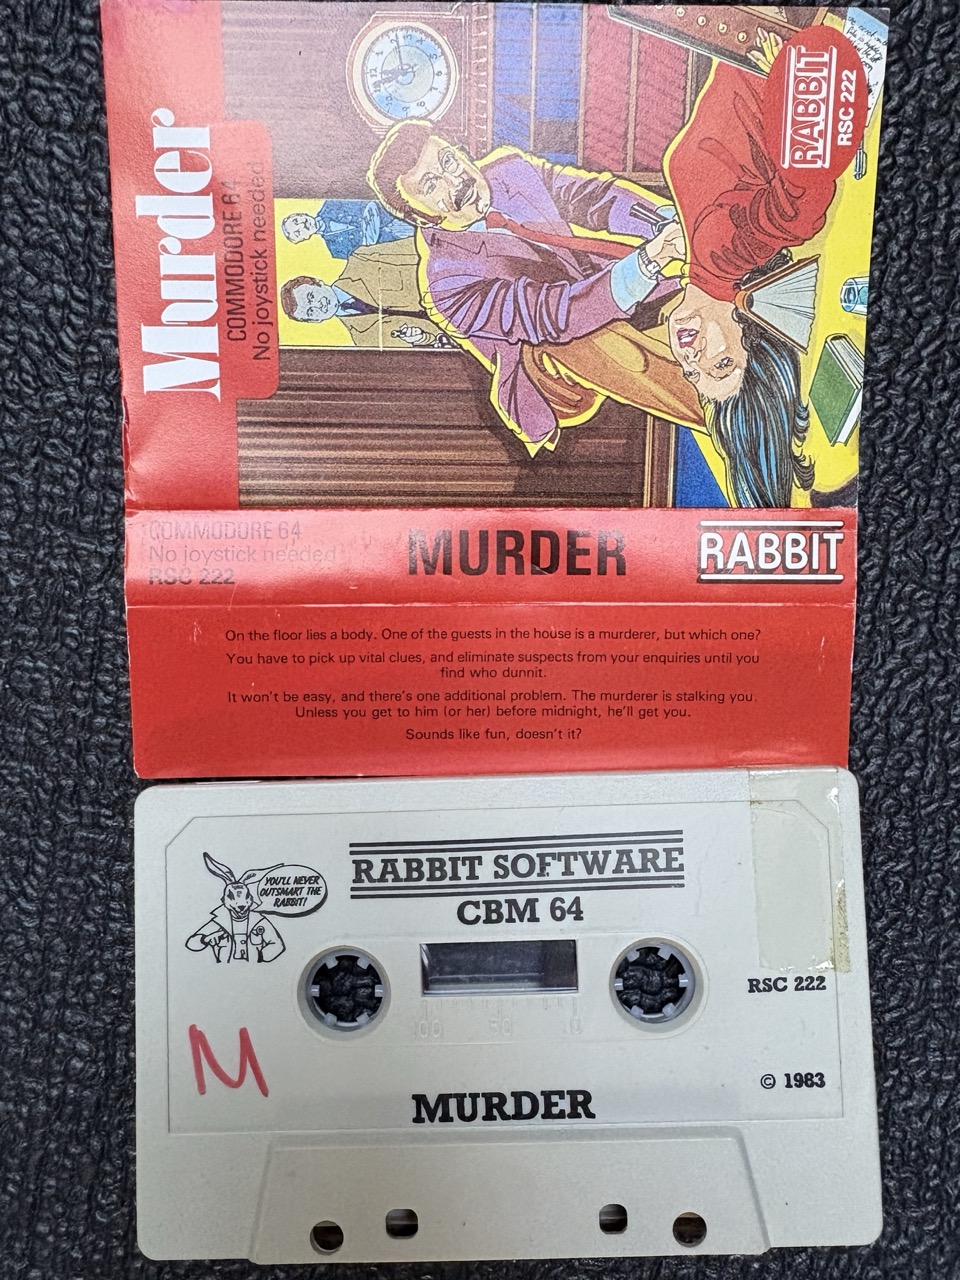 Murder
COMMODORE 64
No joystick needed
RABBIT
RSC 222
COMMODORE 64
No joystick needed
RSC 222
MURDER
RABBIT
On the floor lies a body. One of the guests in the house is a murderer, but which one?
You have to pick up vital clues, and eliminate suspects from your enquiries until you
find who dunnit.
It won't be easy, and there's one additional problem. The murderer is stalking you.
Unless you get to him (or her) before midnight, he'll get you.
Sounds like fun, doesn't it?
YOU'LL NEVER
OUTSMART THE
RABBIT!
RABBIT SOFTWARE
CBM 64
100 50 0
RSC 222
M
© 1983
MURDER